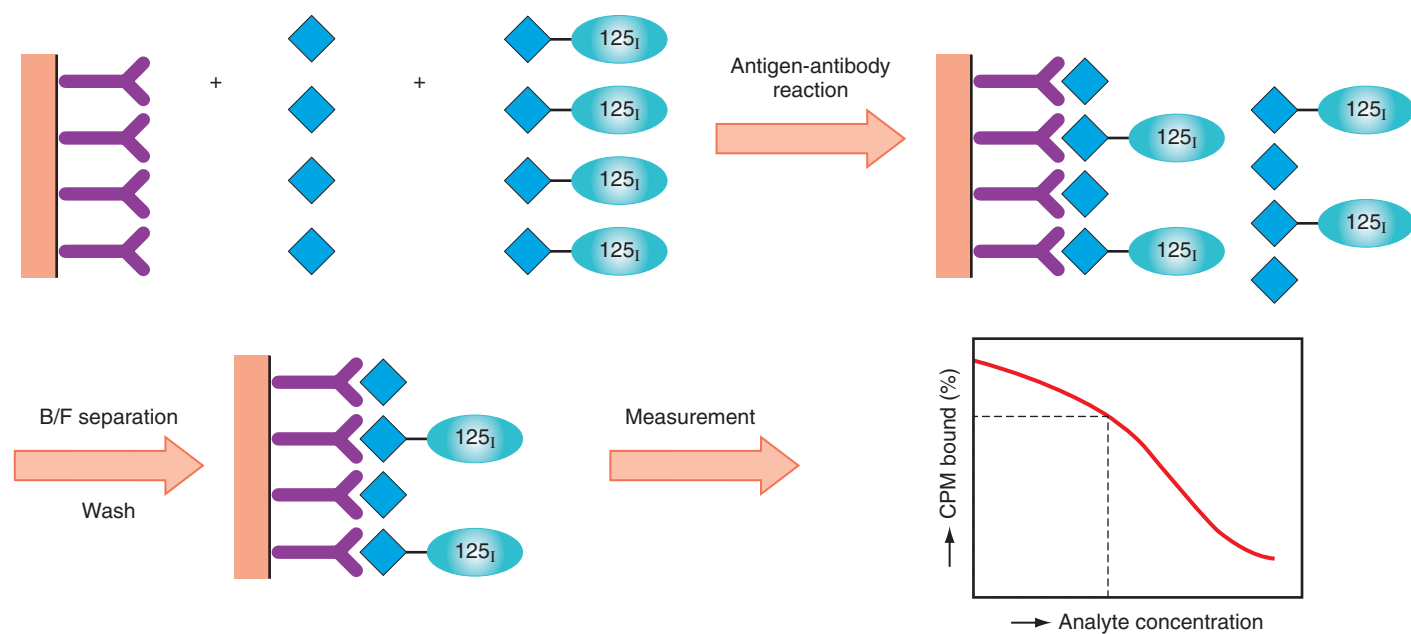 +
+
125I
125I
125I
125I
Antigen-antibody
reaction
125I
125I
125I
125I
B/F separation
Wash
125I
125I
Measurement
CPM bound (%)
Analyte concentration